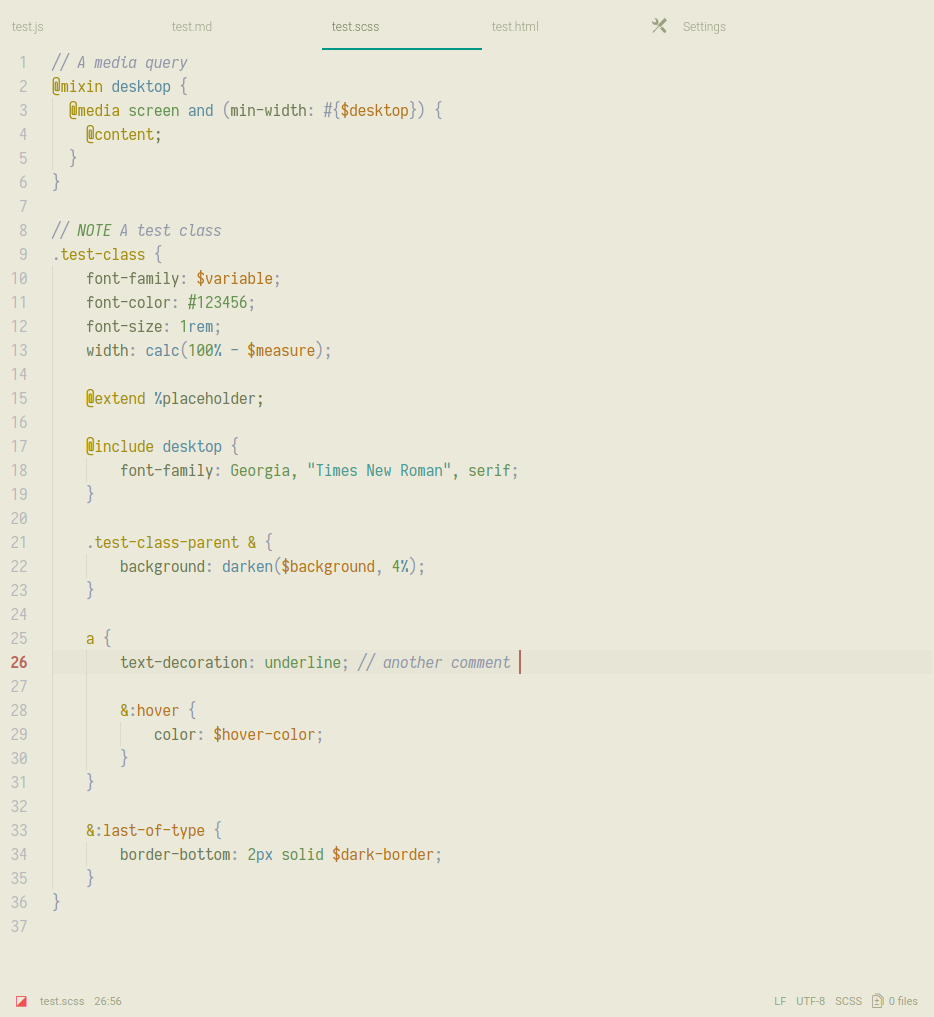 test.js test.md test.scss test.html Settings
1 // A media query
2 @mixin desktop {
3   @media screen and (min-width: #{$desktop}) {
4     @content;
5   }
6 }
7
8 // NOTE A test class
9 .test-class {
10     font-family: $variable;
11     font-color: #123456;
12     font-size: 1rem;
13     width: calc(100% - $measure);
14
15     @extend %placeholder;
16
17     @include desktop {
18         font-family: Georgia, "Times New Roman", serif;
19     }
20
21     .test-class-parent & {
22         background: darken($background, 4%);
23     }
24
25     a {
26         text-decoration: underline; // another comment
27
28         &:hover {
29             color: $hover-color;
30         }
31     }
32
33     &:last-of-type {
34         border-bottom: 2px solid $dark-border;
35     }
36 }
37
test.scss 26:56 LF UTF-8 SCSS 0 files